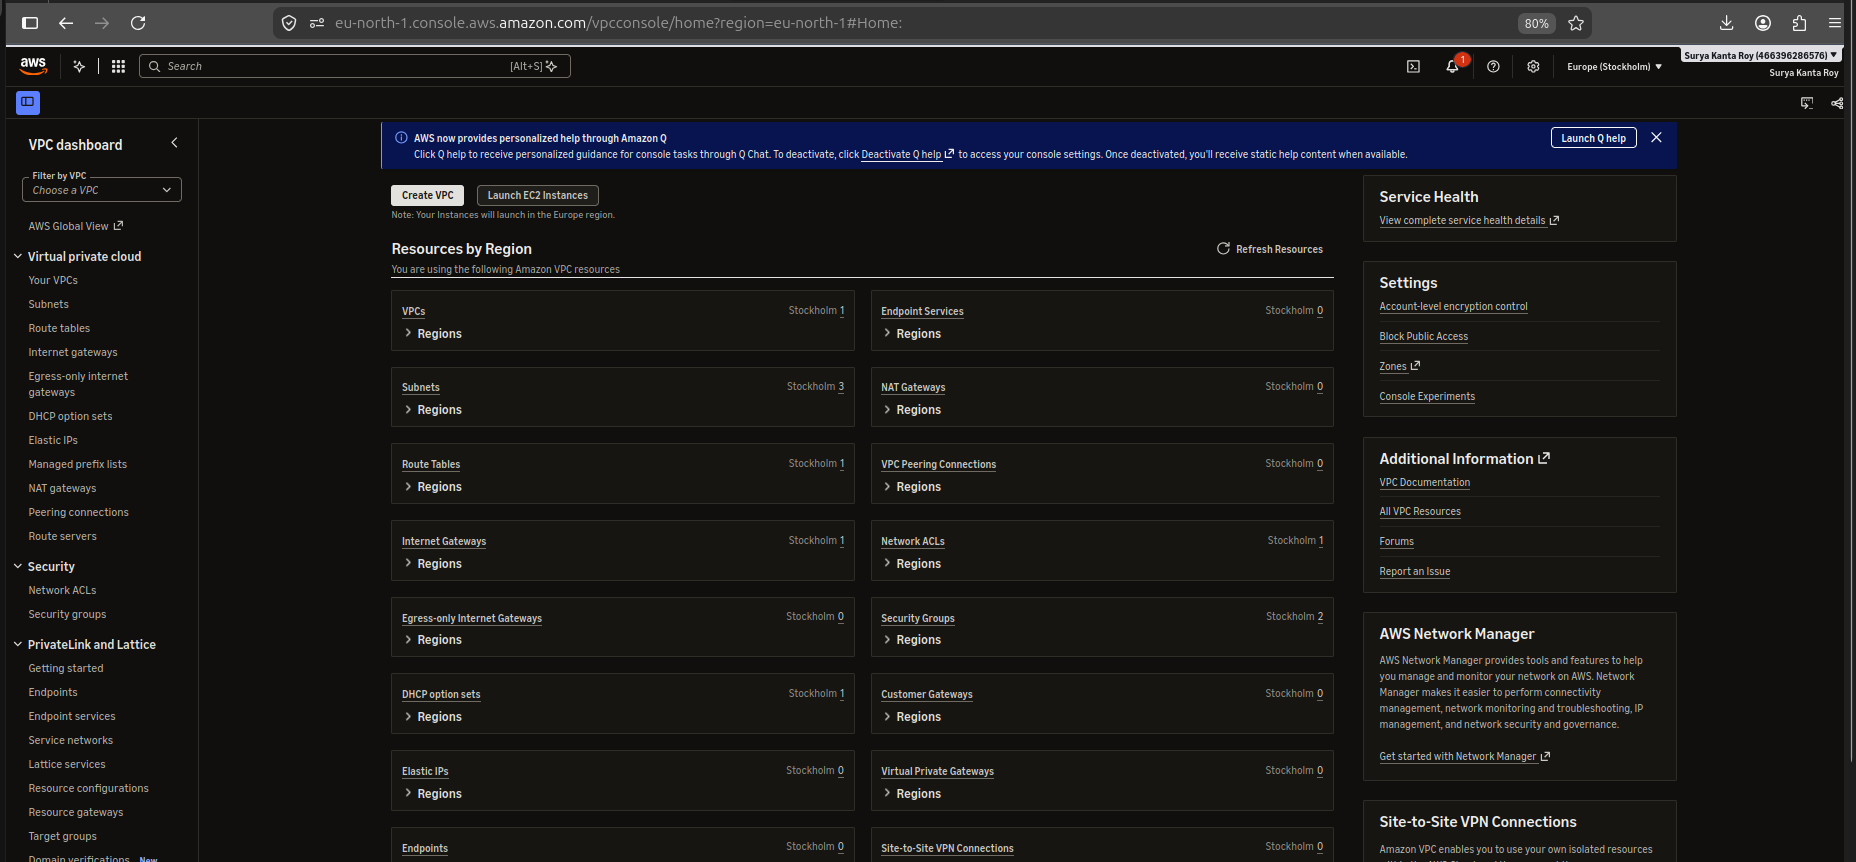 eu-north-1.console.aws.amazon.com/vpcconsole/home?region=eu-north-1#Home:
80%
aws
Search
[Alt+S]
1
Europe (Stockholm)
Surya Kanta Roy (466396286576)
Surya Kanta Roy
VPC dashboard
Filter by VPC
Choose a VPC
AWS Global View
Virtual private cloud
Your VPCs
Subnets
Route tables
Internet gateways
Egress-only internet
gateways
DHCP option sets
Elastic IPs
Managed prefix lists
NAT gateways
Peering connections
Route servers
Security
Network ACLs
Security groups
PrivateLink and Lattice
Getting started
Endpoints
Endpoint services
Service networks
Lattice services
Resource configurations
Resource gateways
Target groups
Domain verifications New
AWS now provides personalized help through Amazon Q
Click Q help to receive personalized guidance for console tasks through Q Chat. To deactivate, click Deactivate Q help to access your console settings. Once deactivated, you'll receive static help content when available.
Launch Q help
Create VPC
Launch EC2 Instances
Note: Your Instances will launch in the Europe region.
Resources by Region
Refresh Resources
You are using the following Amazon VPC resources
VPCs Stockholm 1
Regions
Endpoint Services Stockholm 0
Regions
Subnets Stockholm 3
Regions
NAT Gateways Stockholm 0
Regions
Route Tables Stockholm 1
Regions
VPC Peering Connections Stockholm 0
Regions
Internet Gateways Stockholm 1
Regions
Network ACLs Stockholm 1
Regions
Egress-only Internet Gateways Stockholm 0
Regions
Security Groups Stockholm 2
Regions
DHCP option sets Stockholm 1
Regions
Customer Gateways Stockholm 0
Regions
Elastic IPs Stockholm 0
Regions
Virtual Private Gateways Stockholm 0
Regions
Endpoints Stockholm 0
Site-to-Site VPN Connections Stockholm 0
Service Health
View complete service health details
Settings
Account-level encryption control
Block Public Access
Zones
Console Experiments
Additional Information
VPC Documentation
All VPC Resources
Forums
Report an Issue
AWS Network Manager
AWS Network Manager provides tools and features to help
you manage and monitor your network on AWS. Network
Manager makes it easier to perform connectivity
management, network monitoring and troubleshooting, IP
management, and network security and governance.
Get started with Network Manager
Site-to-Site VPN Connections
Amazon VPC enables you to use your own isolated resources